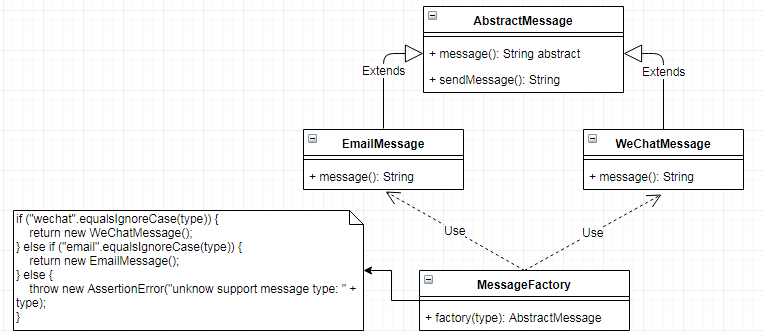 AbstractMessage
+ message(): String abstract
+ sendMessage(): String
Extends
Extends
EmailMessage
+ message(): String
WeChatMessage
+ message(): String
Use
Use
if ("wechat".equalsIgnoreCase(type)) {
return new WeChatMessage();
} else if ("email".equalsIgnoreCase(type)) {
return new EmailMessage();
} else {
throw new AssertionError("unknow support message type: " +
type);
}
MessageFactory
+ factory(type): AbstractMessage